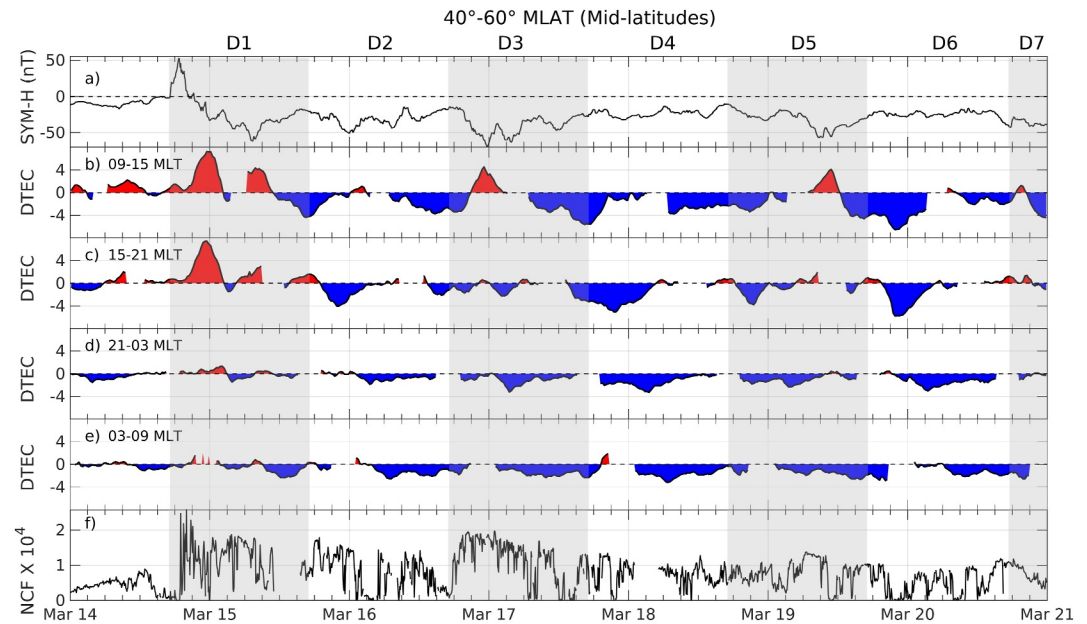 40°-60° MLAT (Mid-latitudes)
D1 D2 D3 D4 D5 D6 D7
SYM-H (nT)
50
0
-50
a)
DTEC
4
0
-4
b) 09-15 MLT
DTEC
4
0
-4
c) 15-21 MLT
DTEC
4
0
-4
d) 21-03 MLT
DTEC
4
0
-4
e) 03-09 MLT
NCF X 10^4
2
1
0
f)
Mar 14 Mar 15 Mar 16 Mar 17 Mar 18 Mar 19 Mar 20 Mar 21